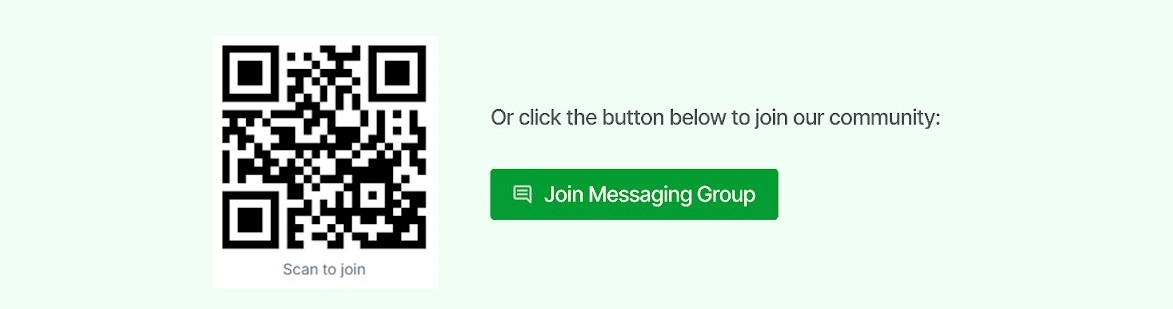 Or click the button below to join our community:
Join Messaging Group
Scan to join